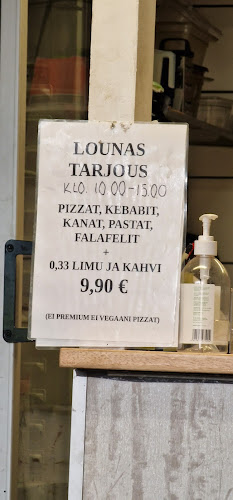 LOUNAS
TARJOUS
KLO. 10.00-15.00
PIZZAT, KEBABIT,
KANAT, PASTAT,
FALAFELIT
+
0,33 LIMU JA KAHVI
9,90 €
(EI PREMIUM EI VEGAANI PIZZAT)